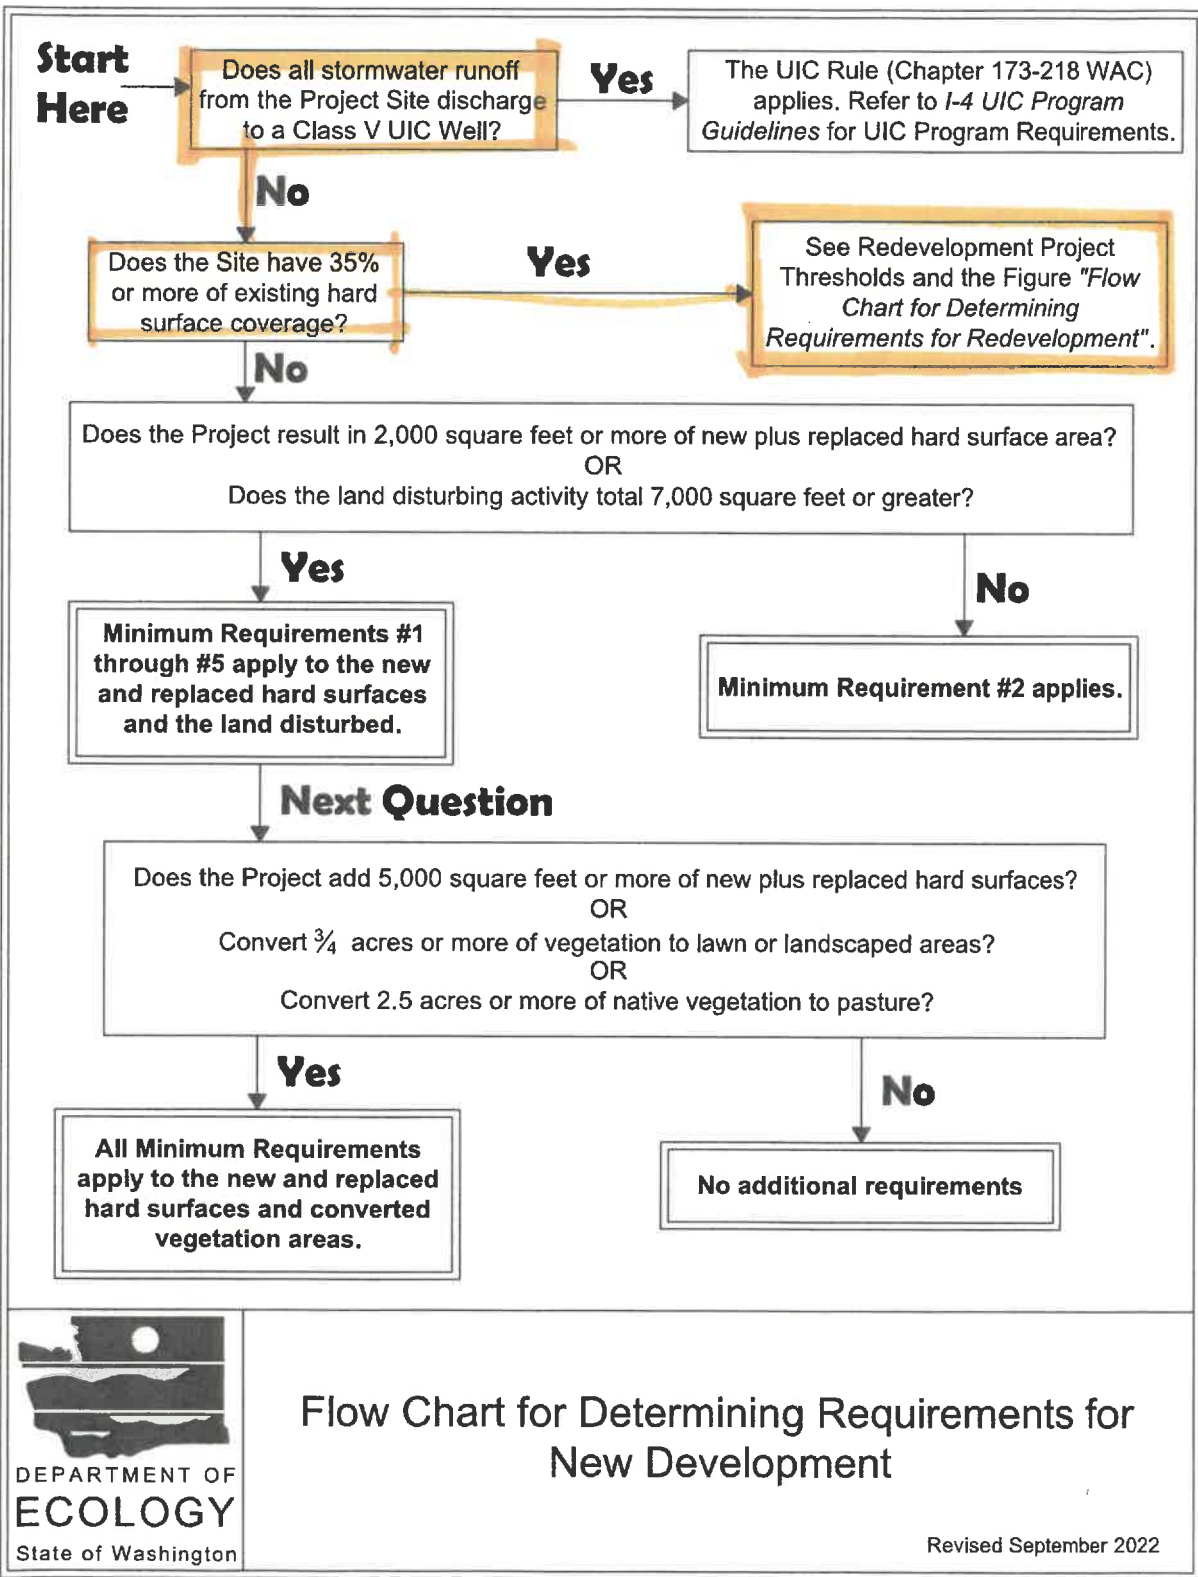 Start
Here
Does all stormwater runoff
from the Project Site discharge
to a Class V UIC Well?
Yes
The UIC Rule (Chapter 173-218 WAC)
applies. Refer to I-4 UIC Program
Guidelines for UIC Program Requirements.
No
Does the Site have 35%
or more of existing hard
surface coverage?
Yes
See Redevelopment Project
Thresholds and the Figure "Flow
Chart for Determining
Requirements for Redevelopment".
No
Does the Project result in 2,000 square feet or more of new plus replaced hard surface area?
OR
Does the land disturbing activity total 7,000 square feet or greater?
Yes
No
Minimum Requirements #1
through #5 apply to the new
and replaced hard surfaces
and the land disturbed.
Minimum Requirement #2 applies.
Next Question
Does the Project add 5,000 square feet or more of new plus replaced hard surfaces?
OR
Convert ¾ acres or more of vegetation to lawn or landscaped areas?
OR
Convert 2.5 acres or more of native vegetation to pasture?
Yes
No
All Minimum Requirements
apply to the new and replaced
hard surfaces and converted
vegetation areas.
No additional requirements
DEPARTMENT OF
ECOLOGY
State of Washington
Flow Chart for Determining Requirements for
New Development
Revised September 2022